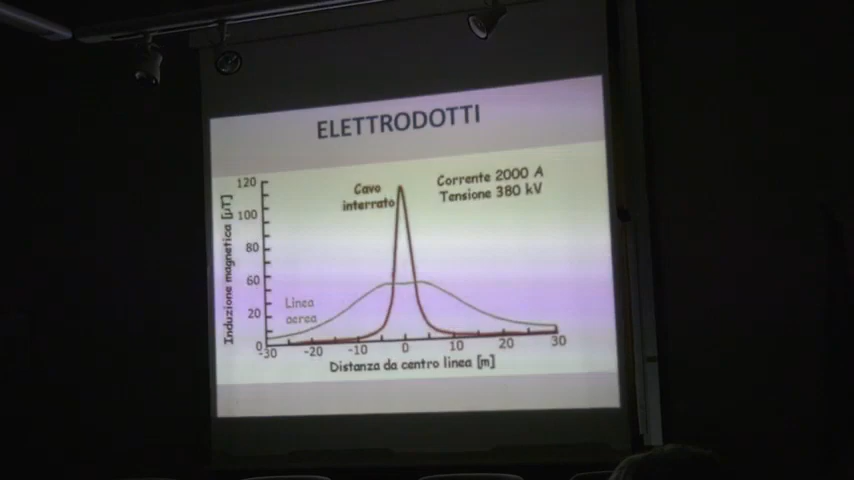 ELETTRODOTTI
Cavo
interrato
Corrente 2000 A
Tensione 380 kV
Induzione magnetica [µT]
120
100
80
60
20
0
Linea
aerea
-30 -20 -10 0 10 20 30
Distanza da centro linea [m]